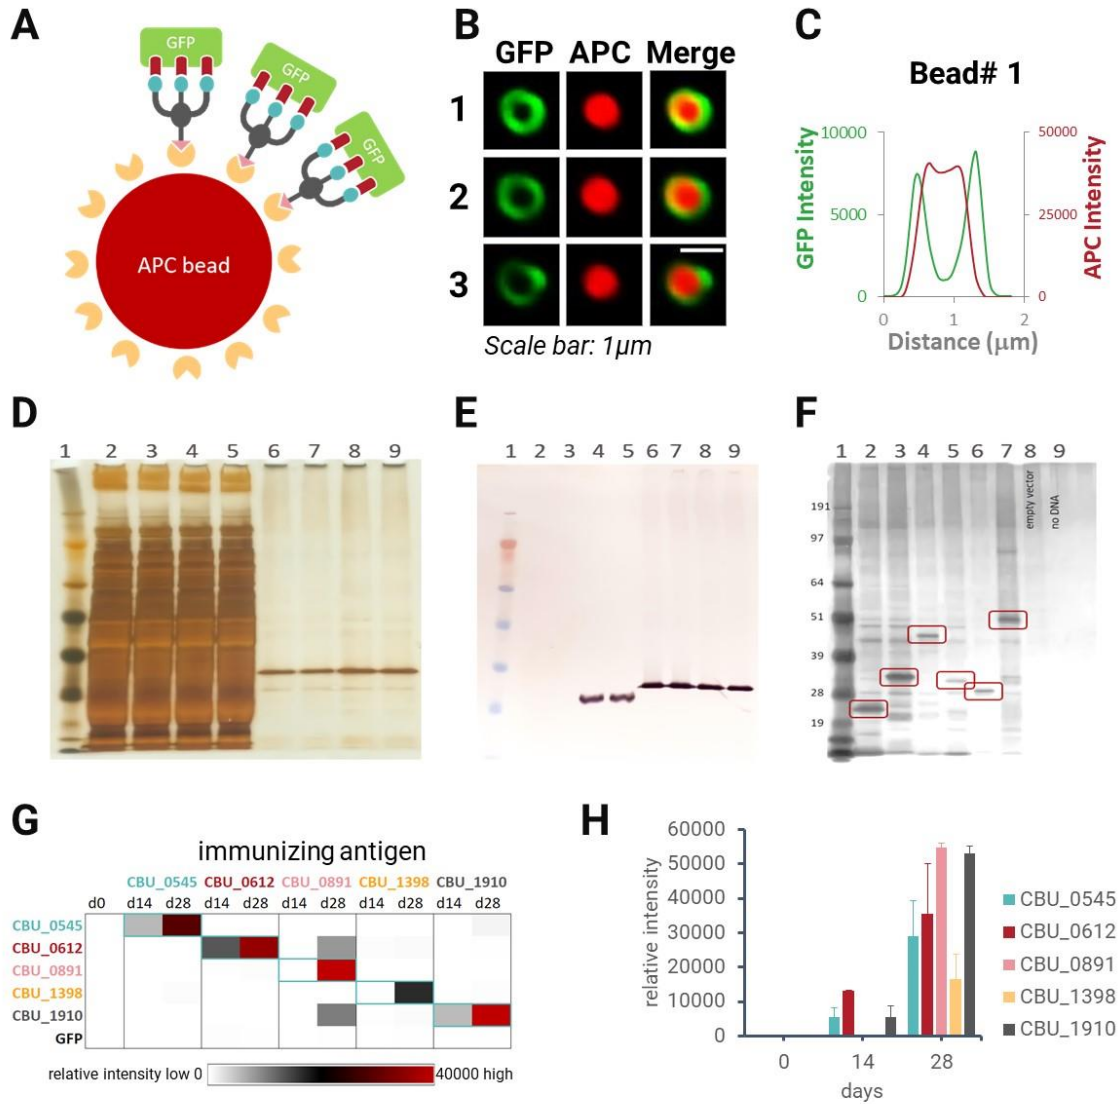 A
GFP
GFP
GFP
APC bead
B
GFP APC Merge
1
2
3
Scale bar: 1µm
C
Bead# 1
10000
5000
0
GFP Intensity
50000
25000
0
APC Intensity
0 1 2
Distance (µm)
D
1 2 3 4 5 6 7 8 9
E
1 2 3 4 5 6 7 8 9
F
1 2 3 4 5 6 7 8 9
empty vector
no DNA
191
97
64
51
39
28
19
G
immunizing antigen
CBU_0545 CBU_0612 CBU_0891 CBU_1398 CBU_1910
d0 d14 d28 d14 d28 d14 d28 d14 d28 d14 d28
CBU_0545
CBU_0612
CBU_0891
CBU_1398
CBU_1910
GFP
relative intensity low 0 40000 high
H
60000
50000
40000
30000
20000
10000
0
relative intensity
0 14 28
days
CBU_0545
CBU_0612
CBU_0891
CBU_1398
CBU_1910